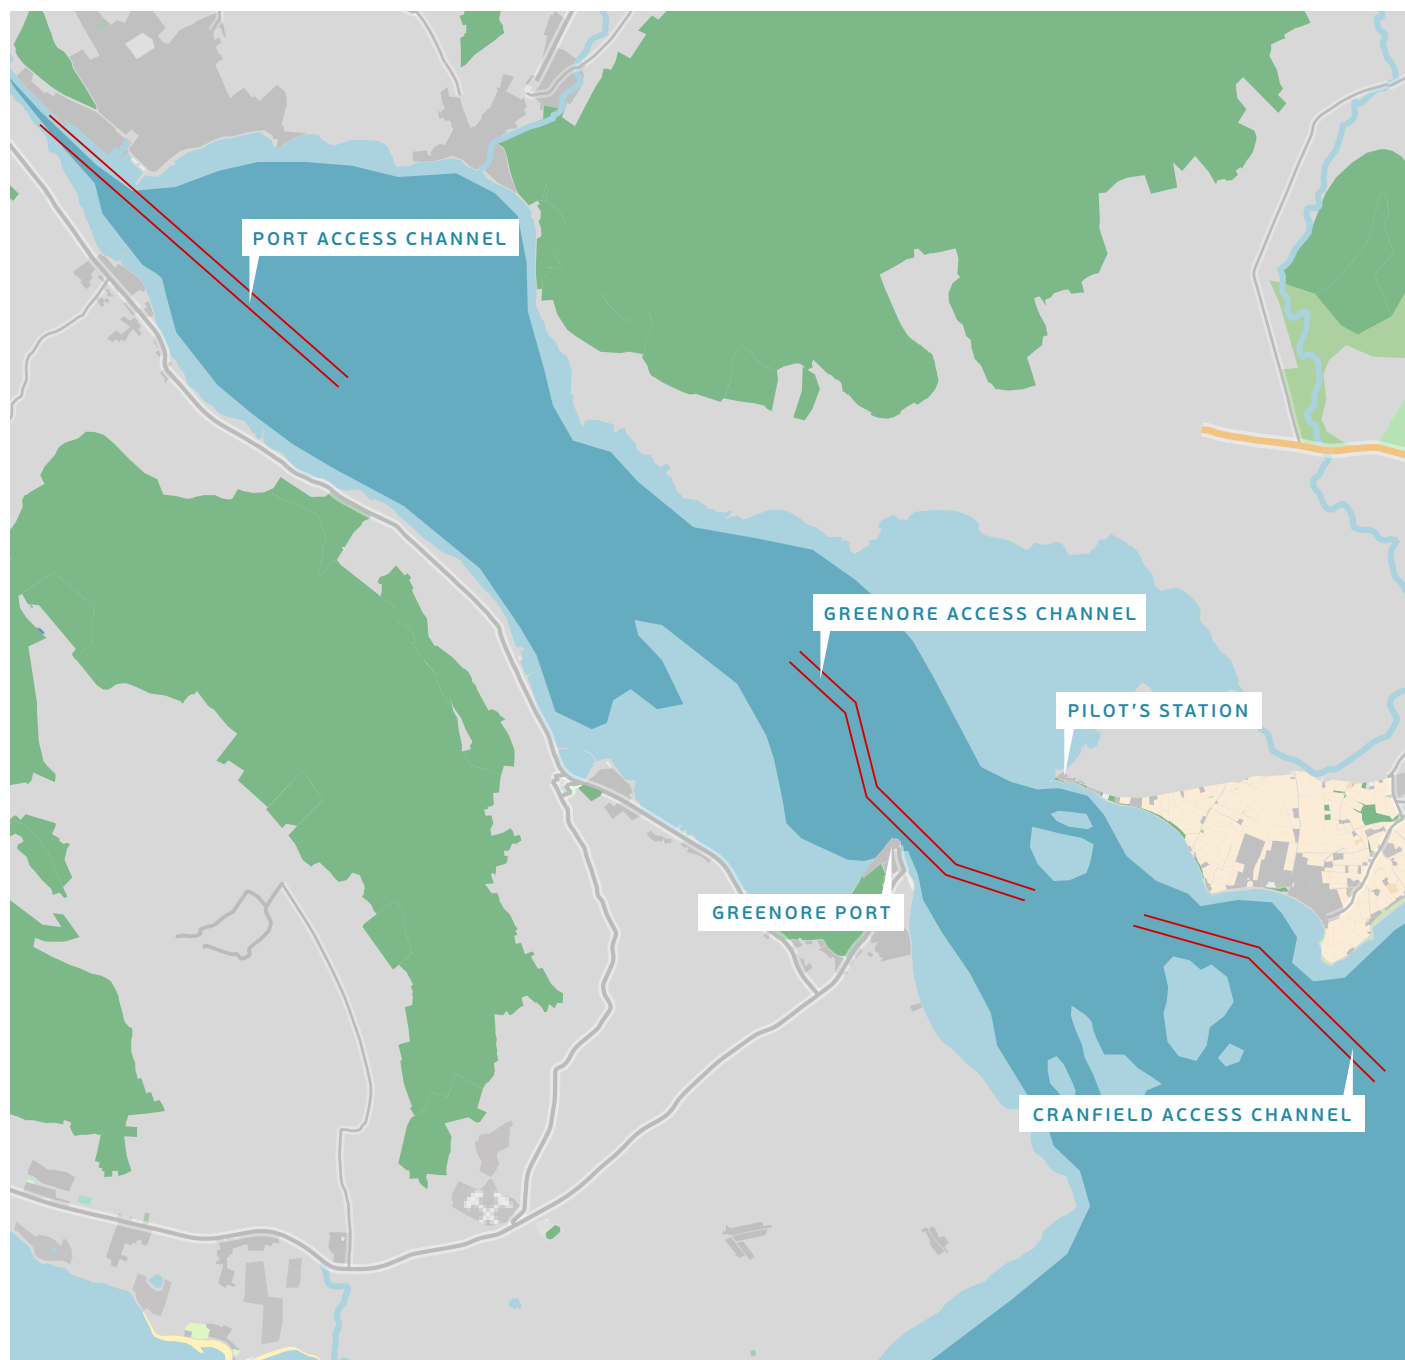 PORT ACCESS CHANNEL
GREENORE ACCESS CHANNEL
PILOT'S STATION
GREENORE PORT
CRANFIELD ACCESS CHANNEL